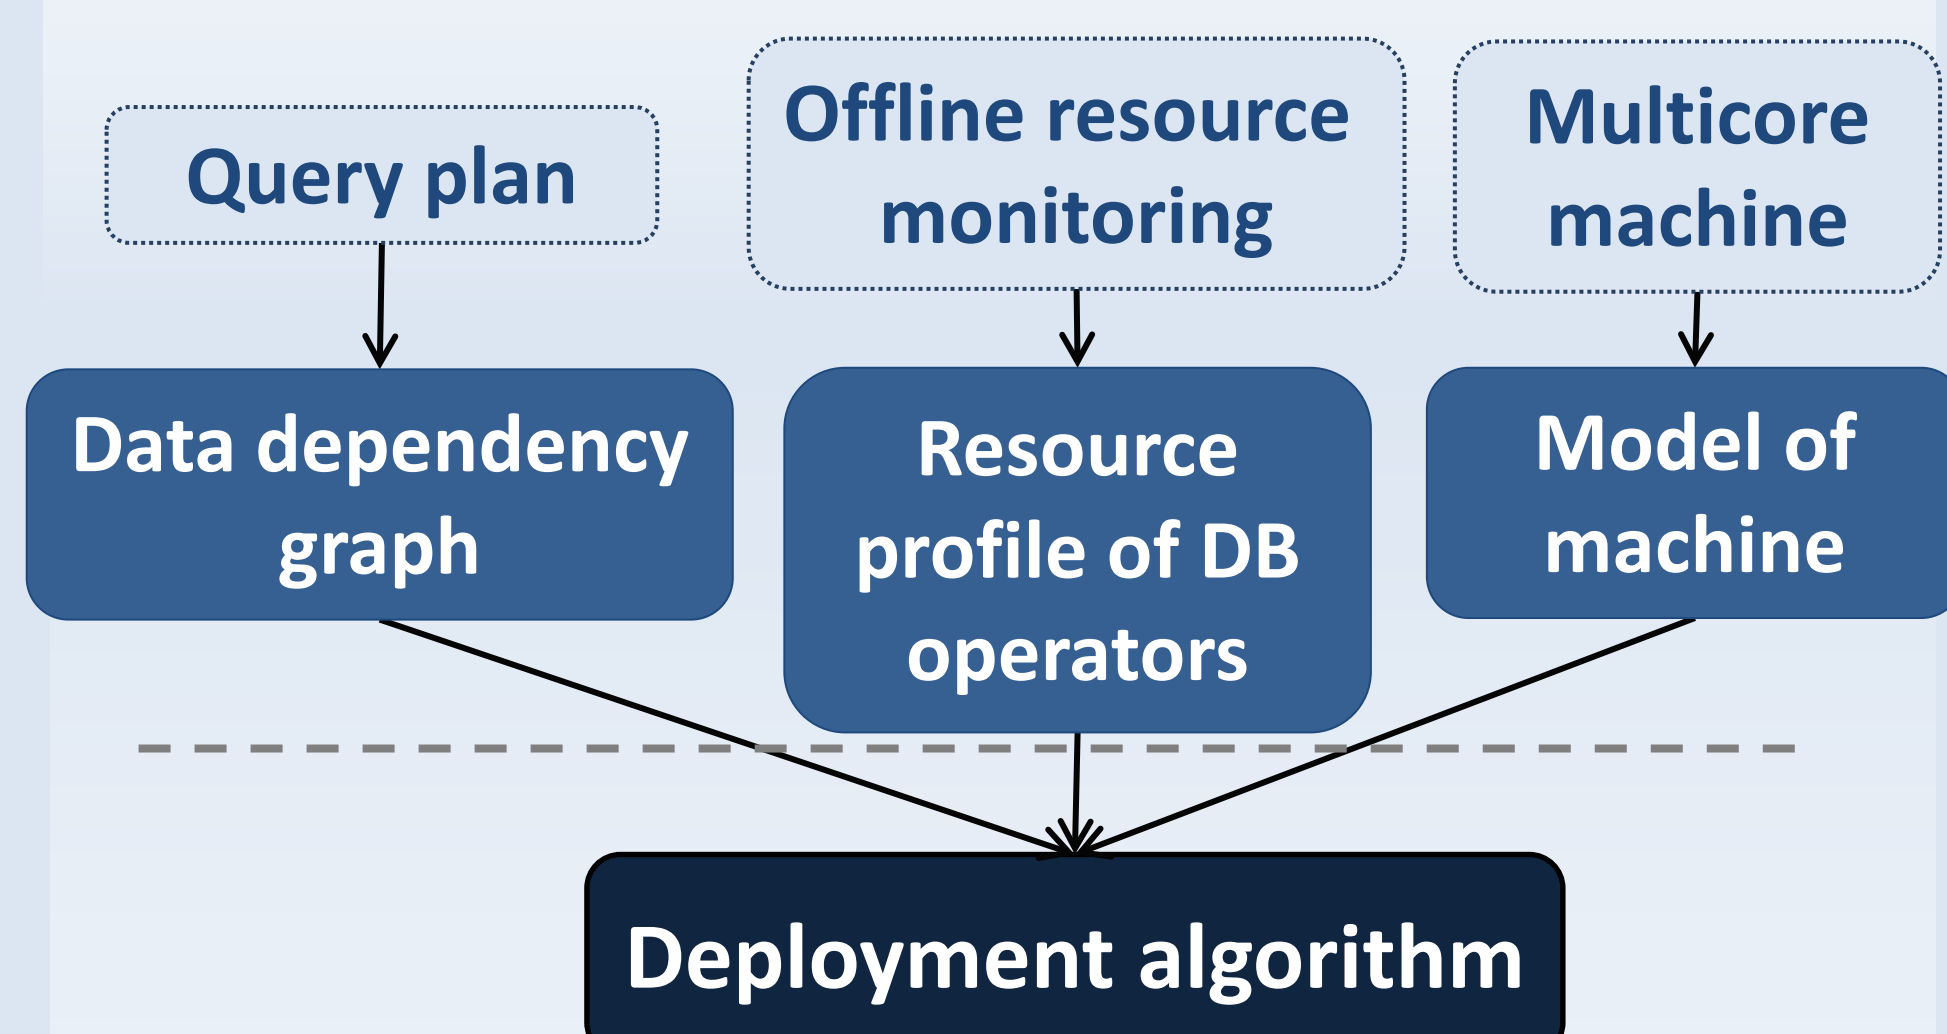 Query plan
Offline resource
monitoring
Multicore
machine
Data dependency
graph
Resource
profile of DB
operators
Model of
machine
Deployment algorithm